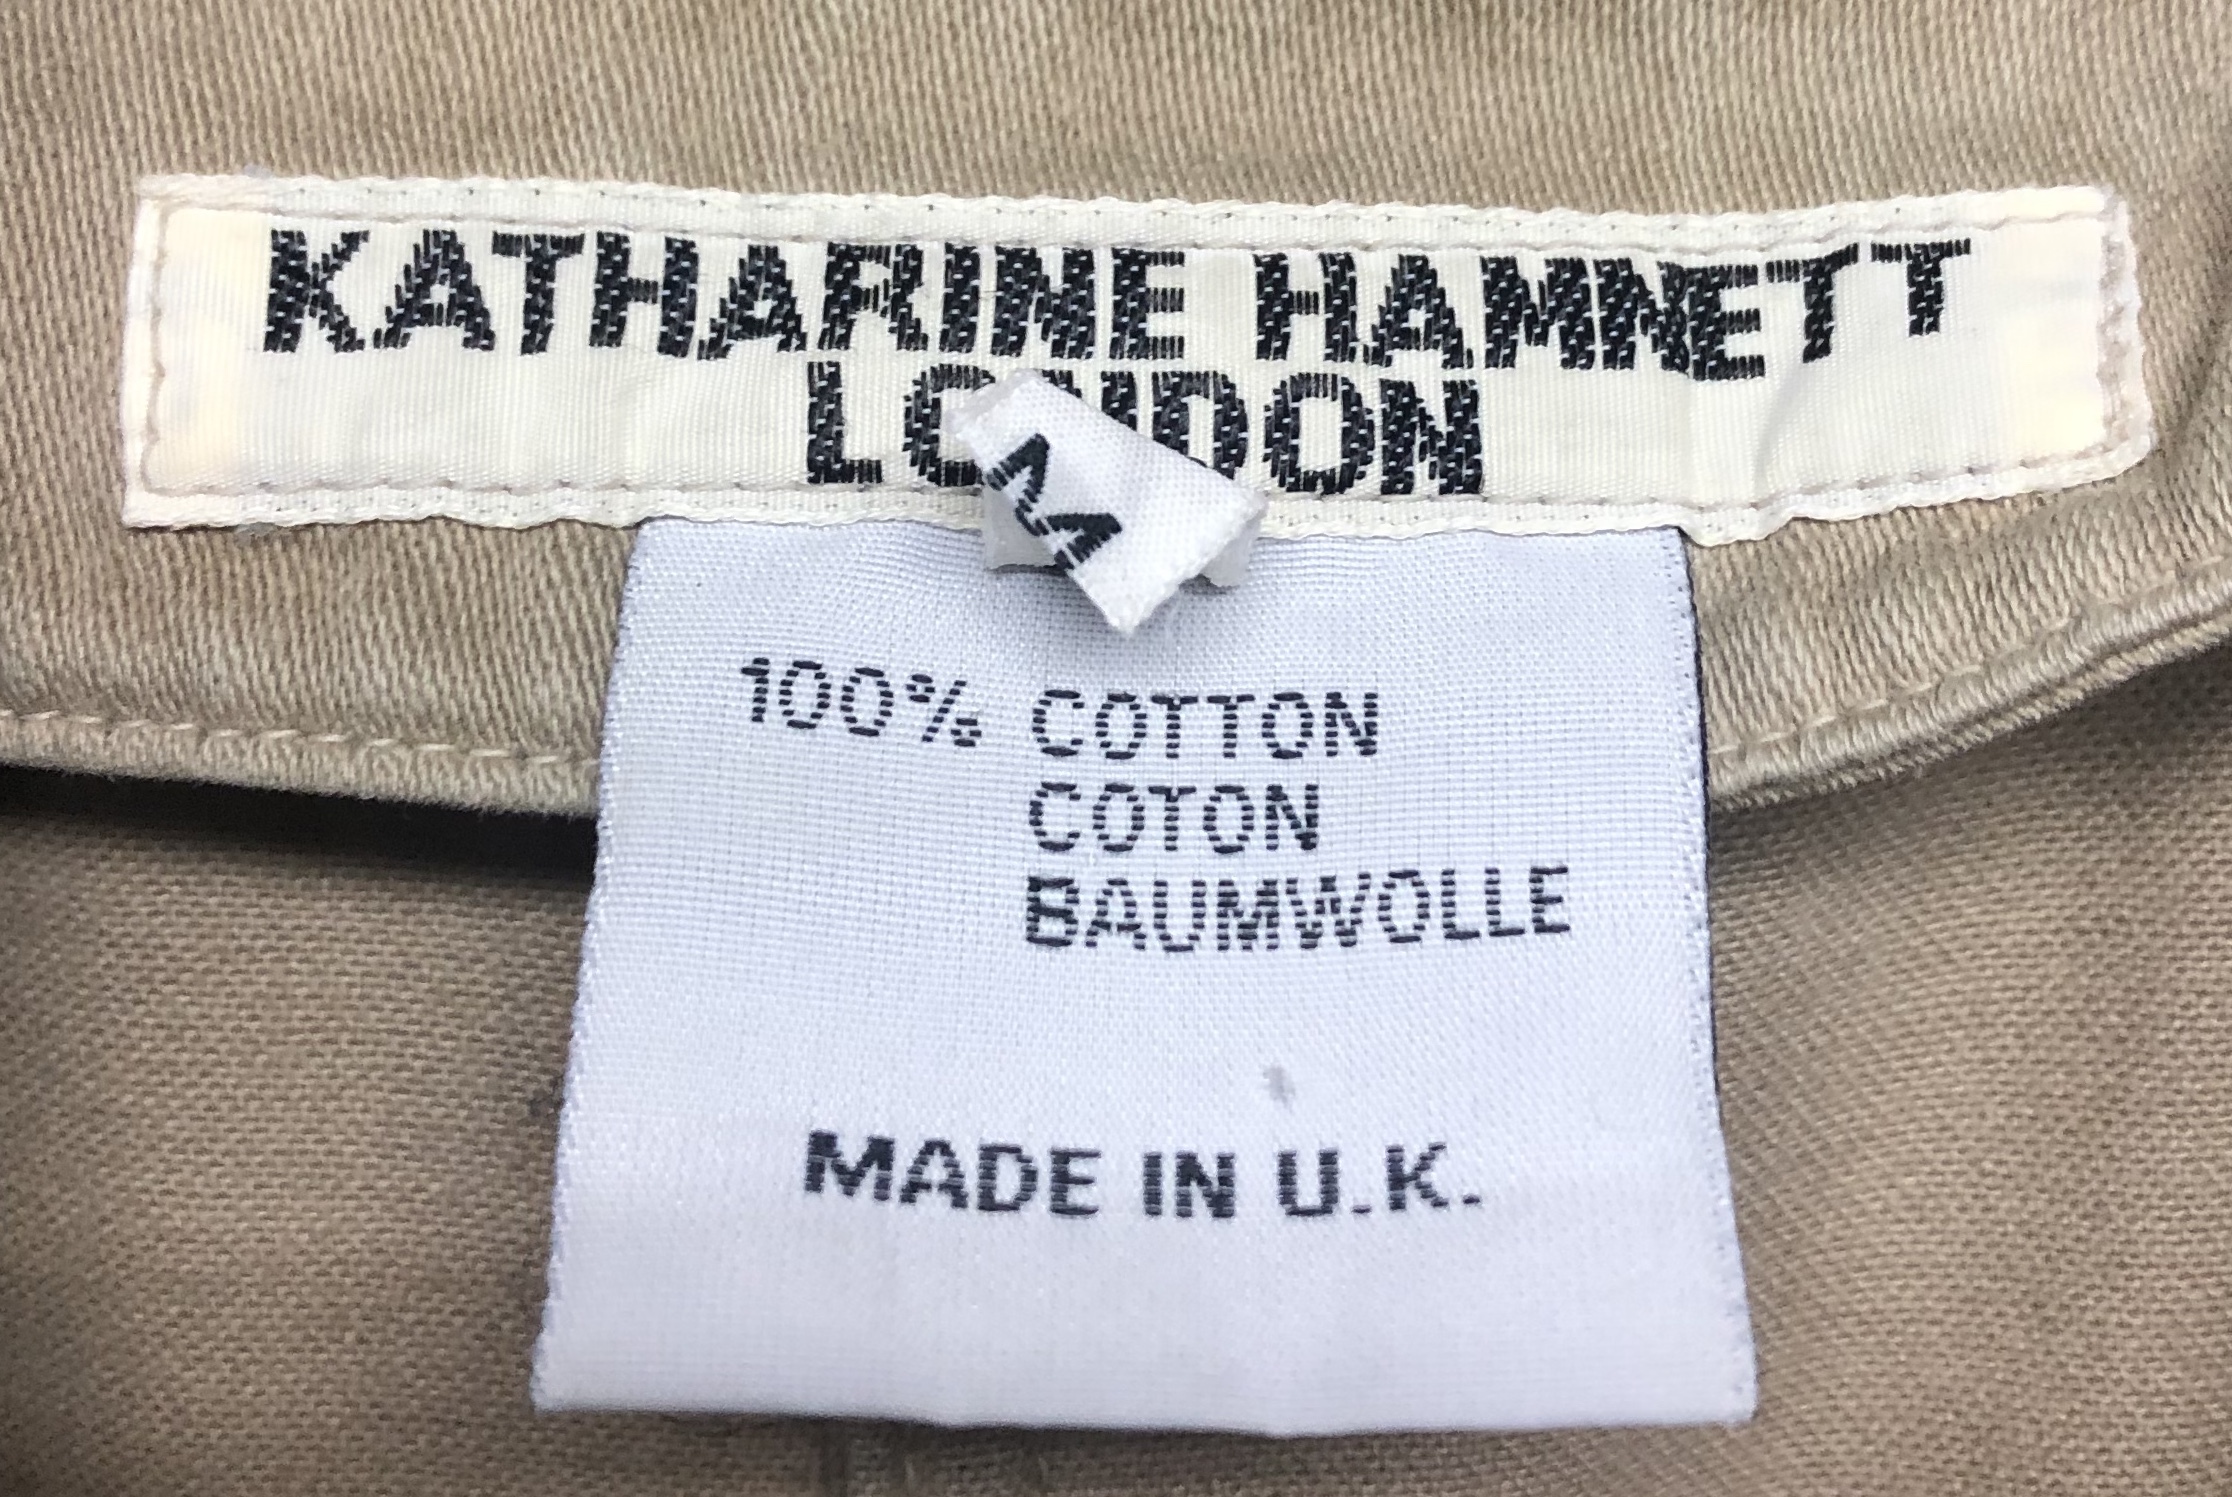 KATHARINE HAMNETT
LONDON
M
100% COTTON
COTON
BAUMWOLLE
MADE IN U.K.